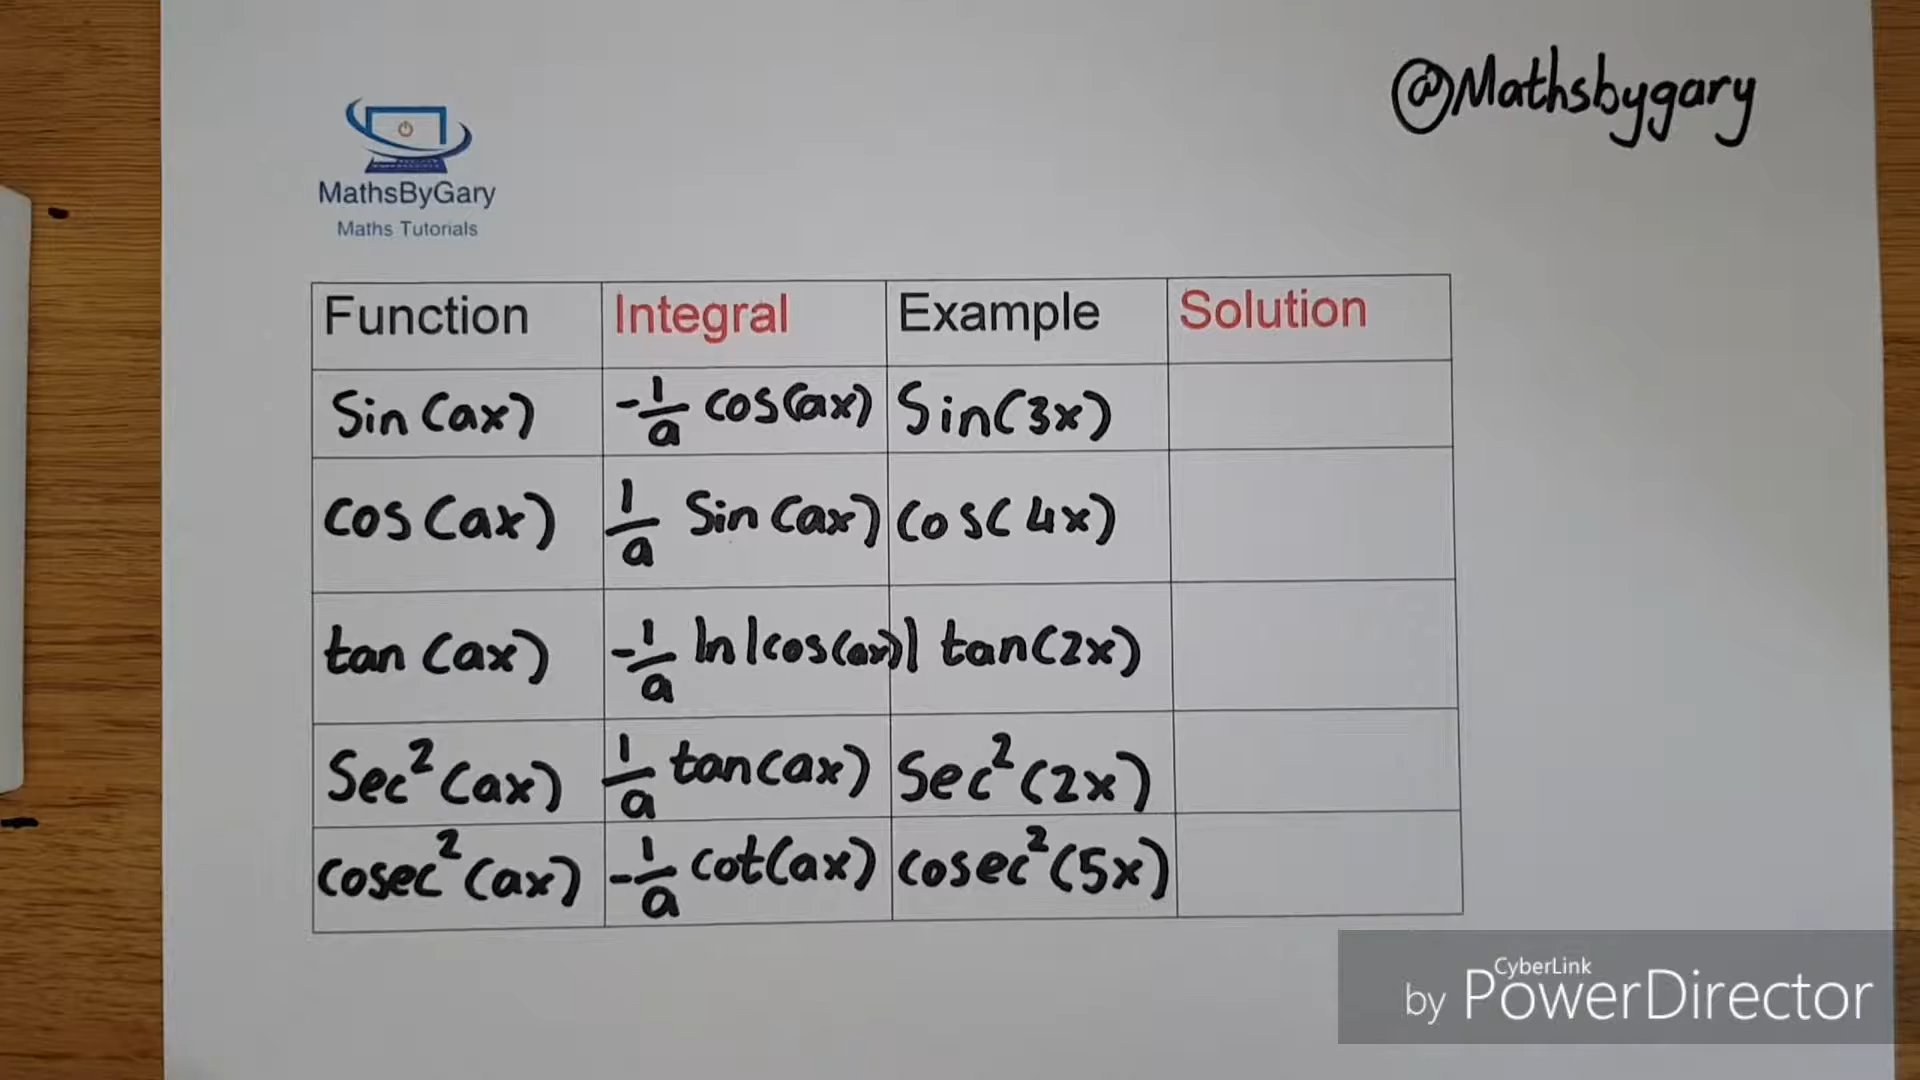 @Mathsbygary
MathsByGary
Maths Tutorials
Function Integral Example Solution
Sin(ax) -1/a cos(ax) Sin(3x)
cos(ax) 1/a Sin(ax) cos(4x)
tan(ax) -1/a ln|cos(ax)| tan(2x)
Sec²(ax) 1/a tan(ax) Sec²(2x)
cosec²(ax) -1/a cot(ax) cosec²(5x)
CyberLink
by PowerDirector